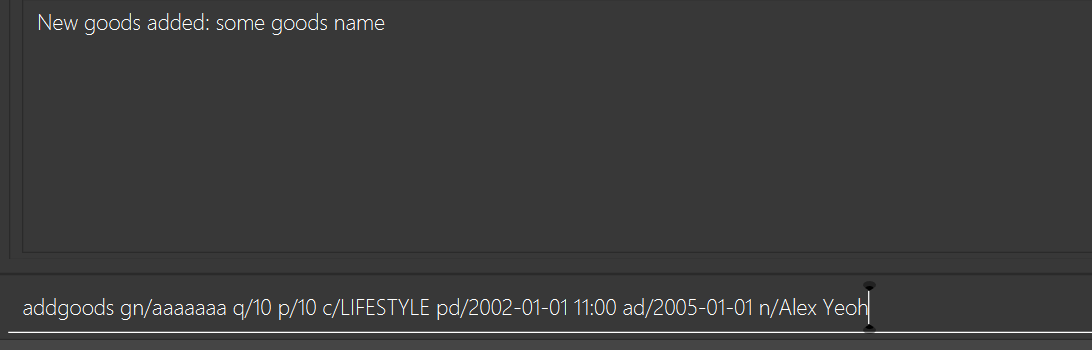 New goods added: some goods name
addgoods gn/aaaaaaa q/10 p/10 c/LIFESTYLE pd/2002-01-01 11:00 ad/2005-01-01 n/Alex Yeoh